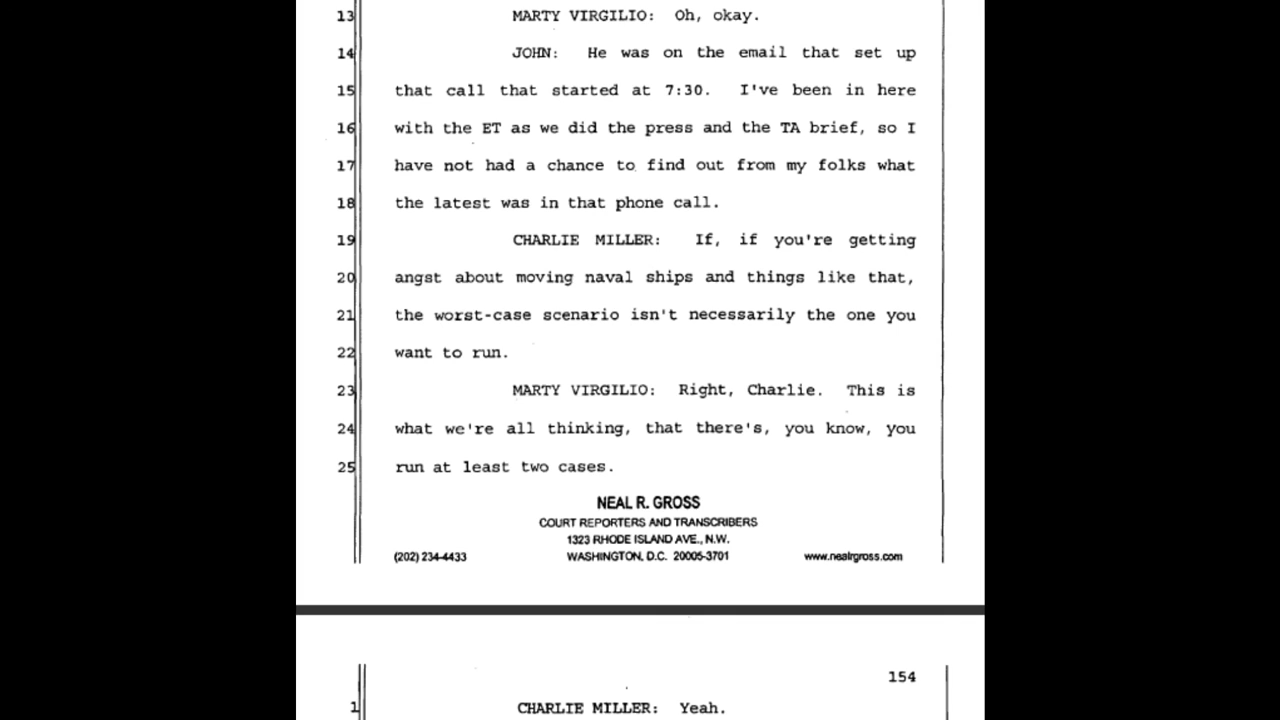 13 MARTY VIRGILIO: Oh, okay.
14 JOHN: He was on the email that set up
15 that call that started at 7:30. I've been in here
16 with the ET as we did the press and the TA brief, so I
17 have not had a chance to find out from my folks what
18 the latest was in that phone call.
19 CHARLIE MILLER: If, if you're getting
20 angst about moving naval ships and things like that,
21 the worst-case scenario isn't necessarily the one you
22 want to run.
23 MARTY VIRGILIO: Right, Charlie. This is
24 what we're all thinking, that there's, you know, you
25 run at least two cases.
NEAL R. GROSS
COURT REPORTERS AND TRANSCRIBERS
1323 RHODE ISLAND AVE., N.W.
(202) 234-4433 WASHINGTON, D.C. 20005-3701 www.nealrgross.com
154
1 CHARLIE MILLER: Yeah.